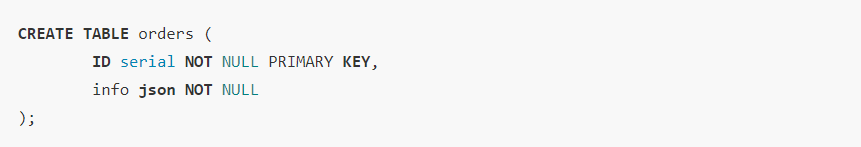 CREATE TABLE orders (
ID serial NOT NULL PRIMARY KEY,
info json NOT NULL
);